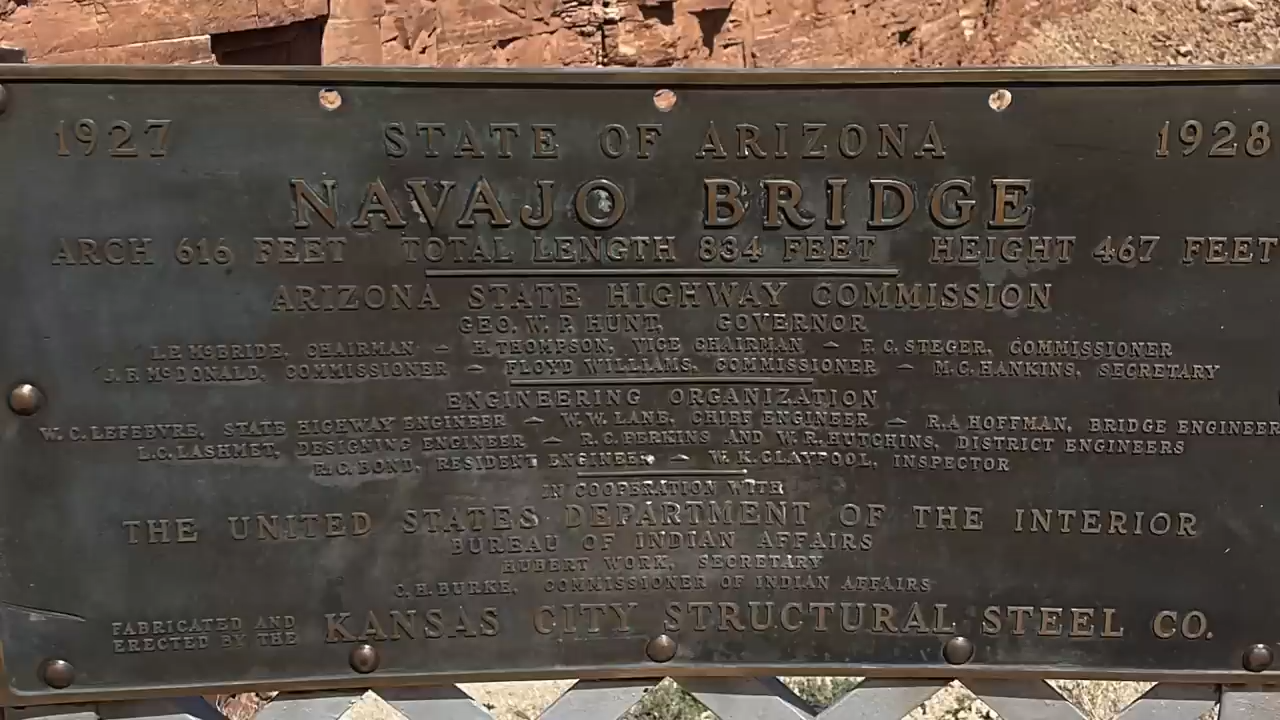 1927 STATE OF ARIZONA 1928
NAVAJO BRIDGE
ARCH 616 FEET TOTAL LENGTH 834 FEET HEIGHT 467 FEET
ARIZONA STATE HIGHWAY COMMISSION
GEO. W. P. HUNT, GOVERNOR
I.P. McBRIDE, CHAIRMAN – H. THOMPSON, VICE CHAIRMAN – F. C. STEGER, COMMISSIONER
J. F. McDONALD, COMMISSIONER – FLOYD WILLIAMS, COMMISSIONER – M. C. HANKINS, SECRETARY
ENGINEERING ORGANIZATION
W. C. LEFEBVRE, STATE HIGHWAY ENGINEER – W. W. LANE, CHIEF ENGINEER – R. A HOFFMAN, BRIDGE ENGINEER
L.C. LASHMET, DESIGNING ENGINEER – R. C. PERKINS AND W. R. HUTCHINS, DISTRICT ENGINEERS
R. C. BOND, RESIDENT ENGINEER – W. K. CLAYPOOL, INSPECTOR
IN COOPERATION WITH
THE UNITED STATES DEPARTMENT OF THE INTERIOR
BUREAU OF INDIAN AFFAIRS
HUBERT WORK, SECRETARY
C. H. BURKE, COMMISSIONER OF INDIAN AFFAIRS
FABRICATED AND
ERECTED BY THE
KANSAS CITY STRUCTURAL STEEL CO.